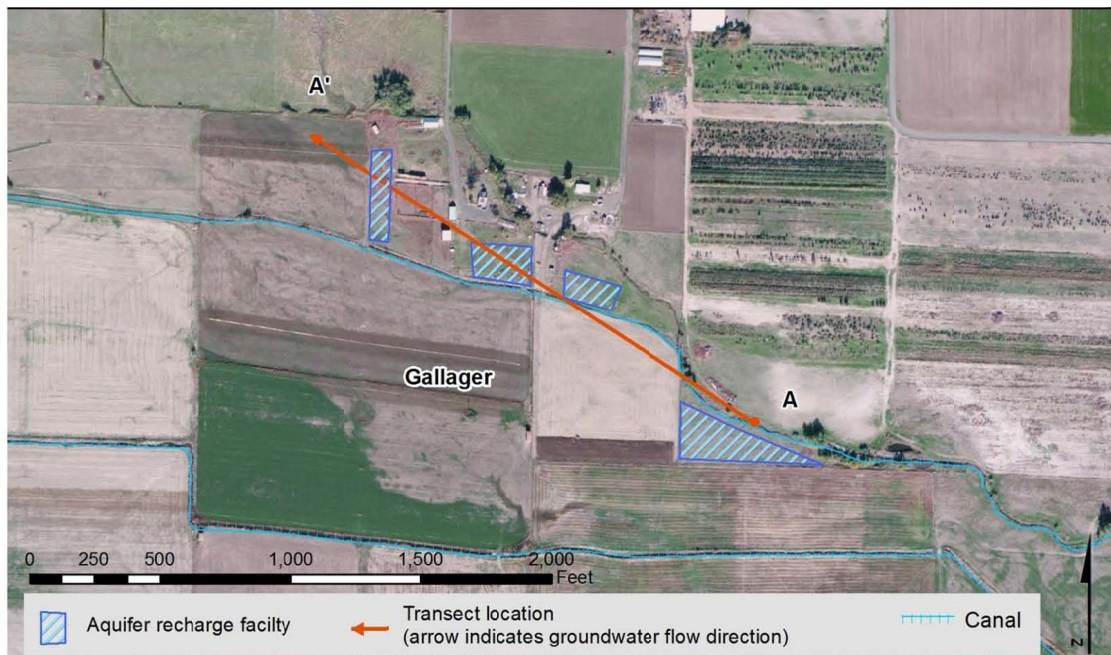 A'
Gallager
A
0 250 500 1,000 1,500 2,000
Feet
Aquifer recharge facilty
Transect location
(arrow indicates groundwater flow direction)
Canal
N